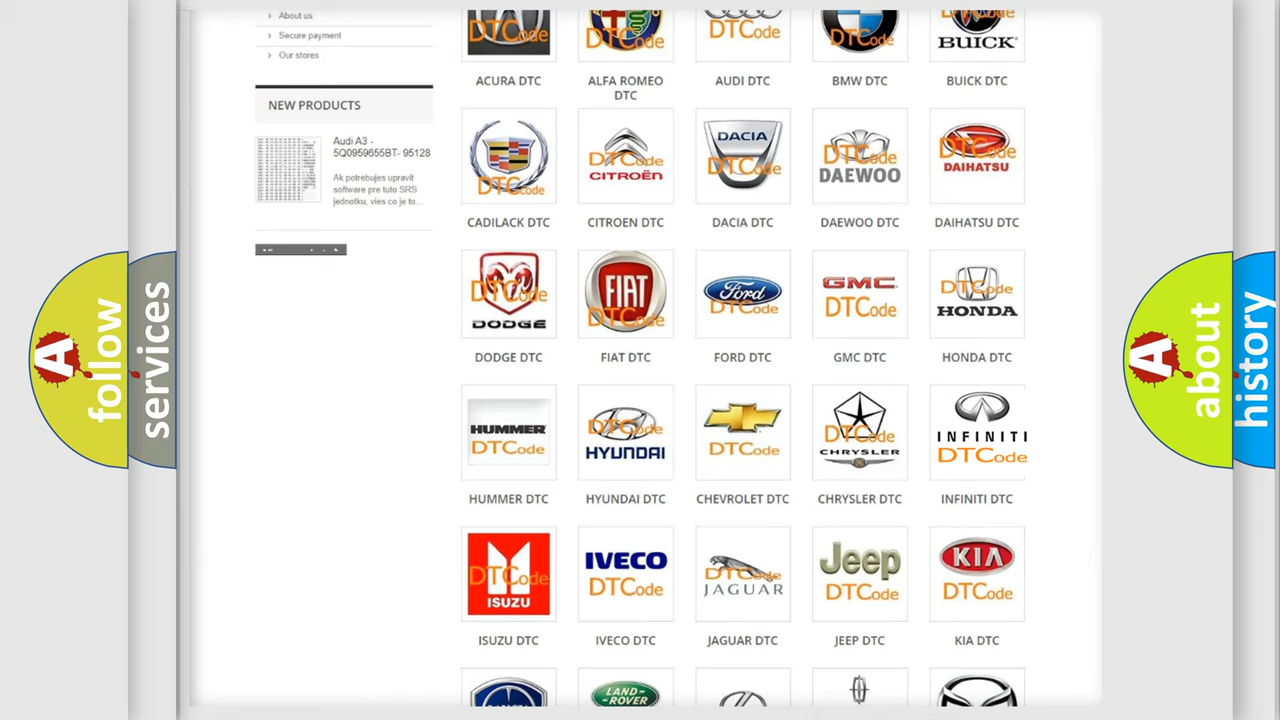 About us
Secure payment
Our stores
NEW PRODUCTS
Audi A3 -
5Q0959655BT- 95128
Ak potrebujes upravit
software pre tuto SRS
jednotku, vies co je to...
DTCode
DTCode
DTCode
DTCode
BUICK
DTCode
ACURA DTC
ALFA ROMEO
DTC
AUDI DTC
BMW DTC
BUICK DTC
DTCode
DTCode
CITROËN
DACIA
DTCode
DTCode
DAEWOO
DTCode
DAIHATSU
CADILACK DTC
CITROEN DTC
DACIA DTC
DAEWOO DTC
DAIHATSU DTC
DTCode
DODGE
FIAT
DTCode
Ford
DTCode
GMC
DTCode
DTCode
HONDA
DODGE DTC
FIAT DTC
FORD DTC
GMC DTC
HONDA DTC
HUMMER
DTCode
DTCode
HYUNDAI
DTCode
DTCode
CHRYSLER
INFINITI
DTCode
HUMMER DTC
HYUNDAI DTC
CHEVROLET DTC
CHRYSLER DTC
INFINITI DTC
DTCode
ISUZU
IVECO
DTCode
DTCode
JAGUAR
Jeep
DTCode
KIA
DTCode
ISUZU DTC
IVECO DTC
JAGUAR DTC
JEEP DTC
KIA DTC
LAND-
ROVER
A
follow
services
A
about
history